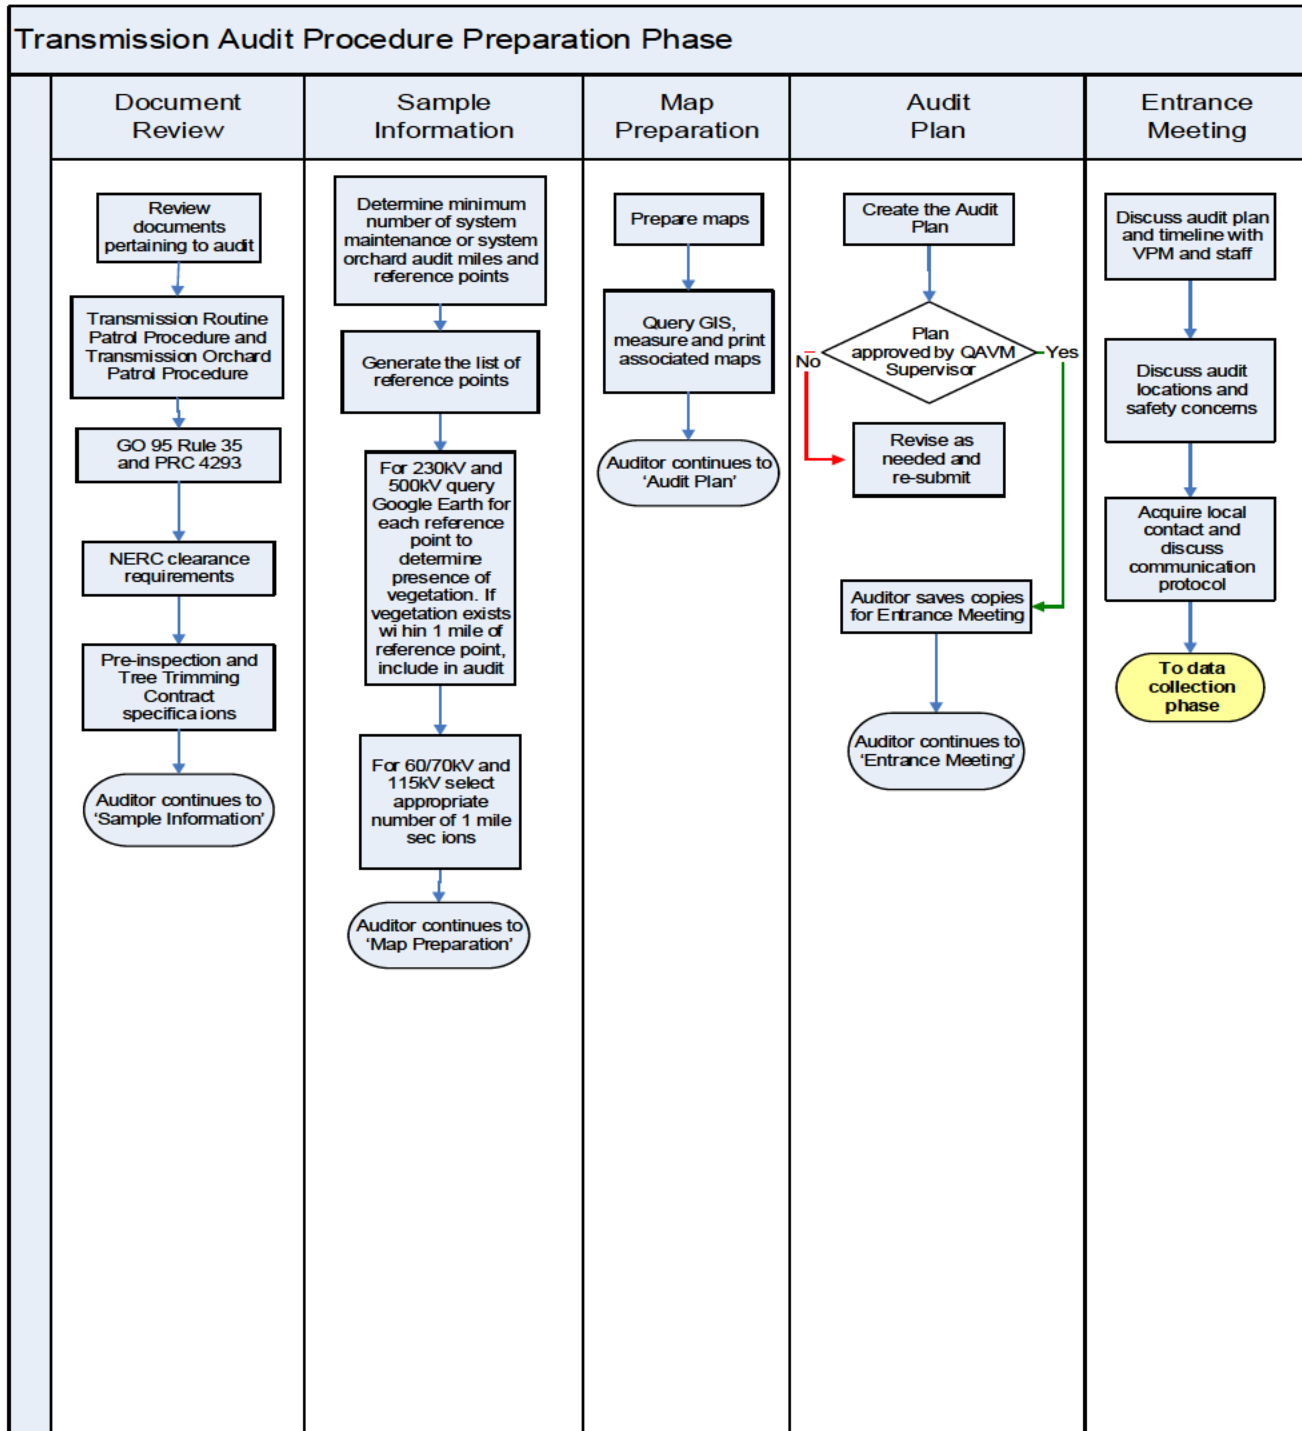 Transmission Audit Procedure Preparation Phase
Document
Review
Sample
Information
Map
Preparation
Audit
Plan
Entrance
Meeting
Review
documents
pertaining to audit
Transmission Routine
Patrol Procedure and
Transmission Orchard
Patrol Procedure
GO 95 Rule 35
and PRC 4293
NERC clearance
requirements
Pre-inspection and
Tree Trimming
Contract
specifica ions
Auditor continues to
‘Sample Information’
Determine minimum
number of system
maintenance or system
orchard audit miles and
reference points
Generate the list of
reference points
For 230kV and
500kV query
Google Earth for
each reference
point to
determine
presence of
vegetation. If
vegetation exists
wi hin 1 mile of
reference point,
include in audit
For 60/70kV and
115kV select
appropriate
number of 1 mile
sec ions
Auditor continues to
‘Map Preparation’
Prepare maps
Query GIS,
measure and print
associated maps
Auditor continues to
‘Audit Plan’
Create the Audit
Plan
Plan
approved by QAVM
Supervisor
No
Yes
Revise as
needed and
re-submit
Auditor saves copies
for Entrance Meeting
Auditor continues to
‘Entrance Meeting’
Discuss audit plan
and timeline with
VPM and staff
Discuss audit
locations and
safety concerns
Acquire local
contact and
discuss
communication
protocol
To data
collection
phase